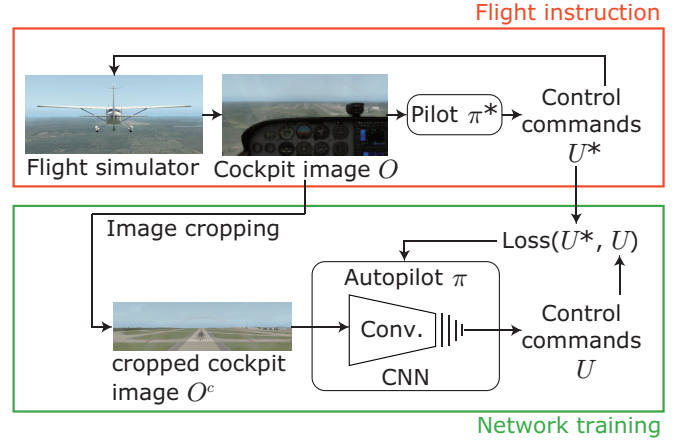 Flight instruction
Flight simulator
Cockpit image O
Pilot π*
Control
commands
U*
Image cropping
Loss(U*, U)
Autopilot π
Conv.
CNN
cropped cockpit
image Oᶜ
Control
commands
U
Network training